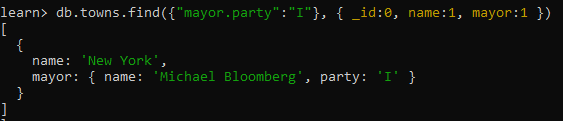 learn> db.towns.find({"mayor.party":"I"}, { _id:0, name:1, mayor:1 })
[
  {
    name: 'New York',
    mayor: { name: 'Michael Bloomberg', party: 'I' }
  }
]